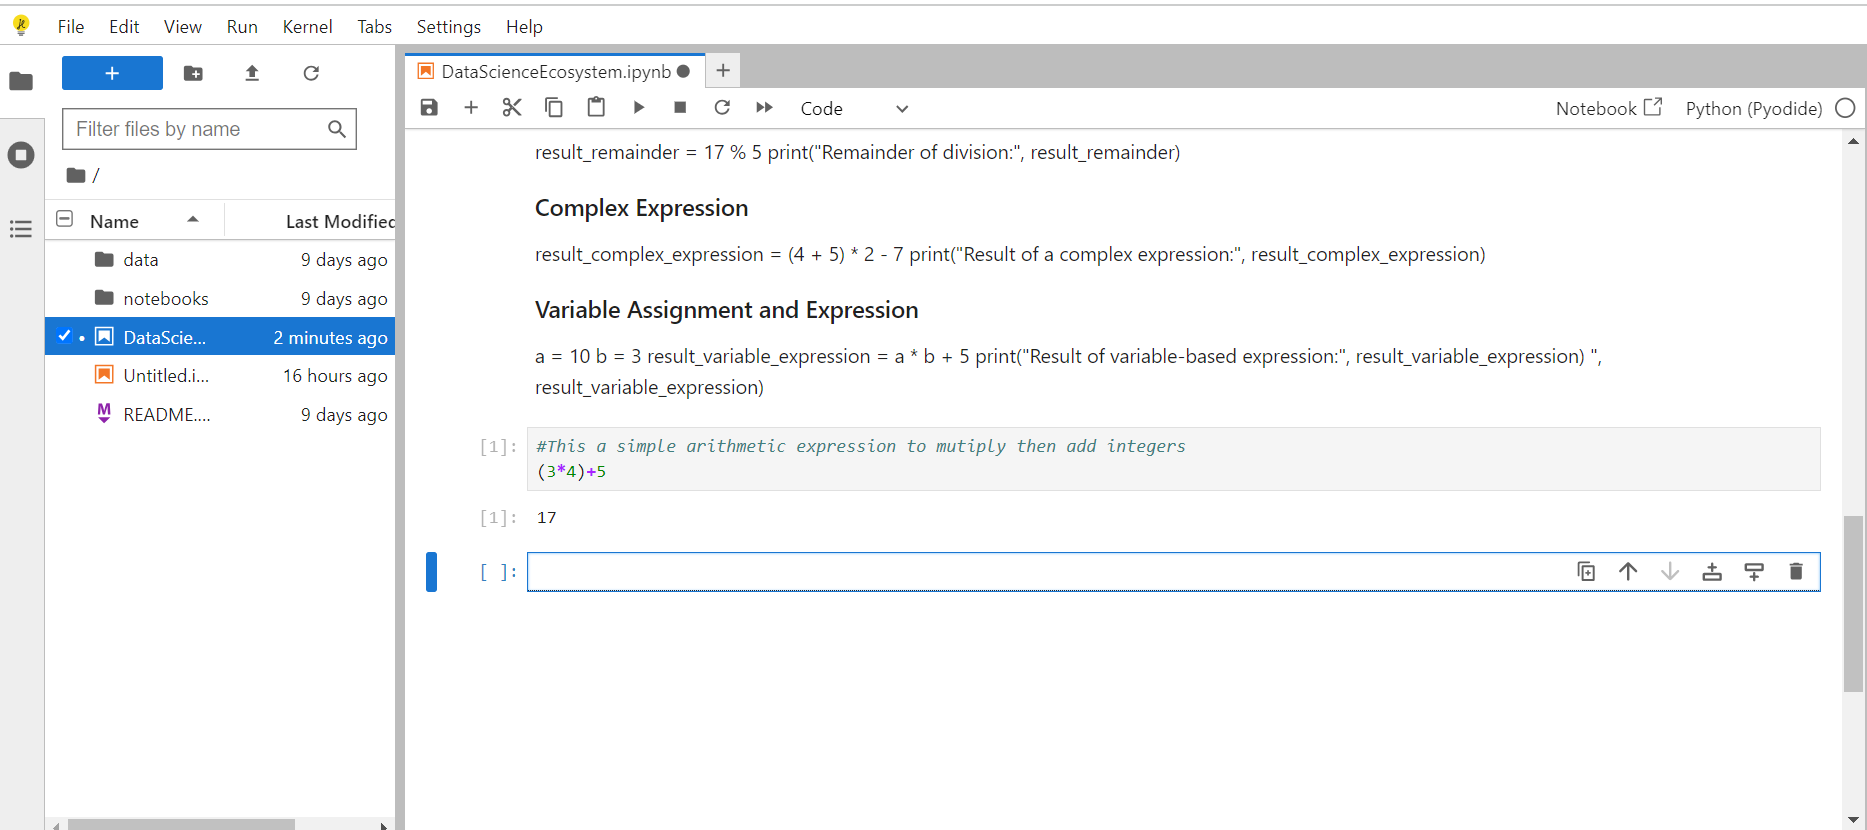 File Edit View Run Kernel Tabs Settings Help
+
Filter files by name
/
Name Last Modified
data 9 days ago
notebooks 9 days ago
DataScie... 2 minutes ago
Untitled.i... 16 hours ago
README.... 9 days ago
DataScienceEcosystem.ipynb
+
Code
Notebook
Python (Pyodide)
result_remainder = 17 % 5 print("Remainder of division:", result_remainder)
Complex Expression
result_complex_expression = (4 + 5) * 2 - 7 print("Result of a complex expression:", result_complex_expression)
Variable Assignment and Expression
a = 10 b = 3 result_variable_expression = a * b + 5 print("Result of variable-based expression:", result_variable_expression) ",
result_variable_expression)
[1]: #This a simple arithmetic expression to mutiply then add integers
(3*4)+5
[1]: 17
[ ]: